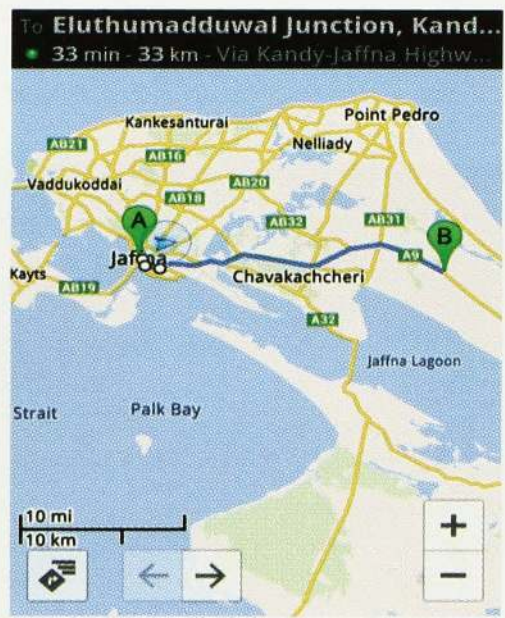 To Eluthumadduwal Junction, Kand...
33 min - 33 km - Via Kandy-Jaffna Highw...
Point Pedro
Kankesanturai
Nelliady
AB21
AB16
Vaddukoddai
AB20
AB18
AB32
AB31
A
B
Jaffna
A9
Kayts
Chavakachcheri
AB19
A32
Jaffna Lagoon
Strait
Palk Bay
10 mi
10 km
+
← →
−